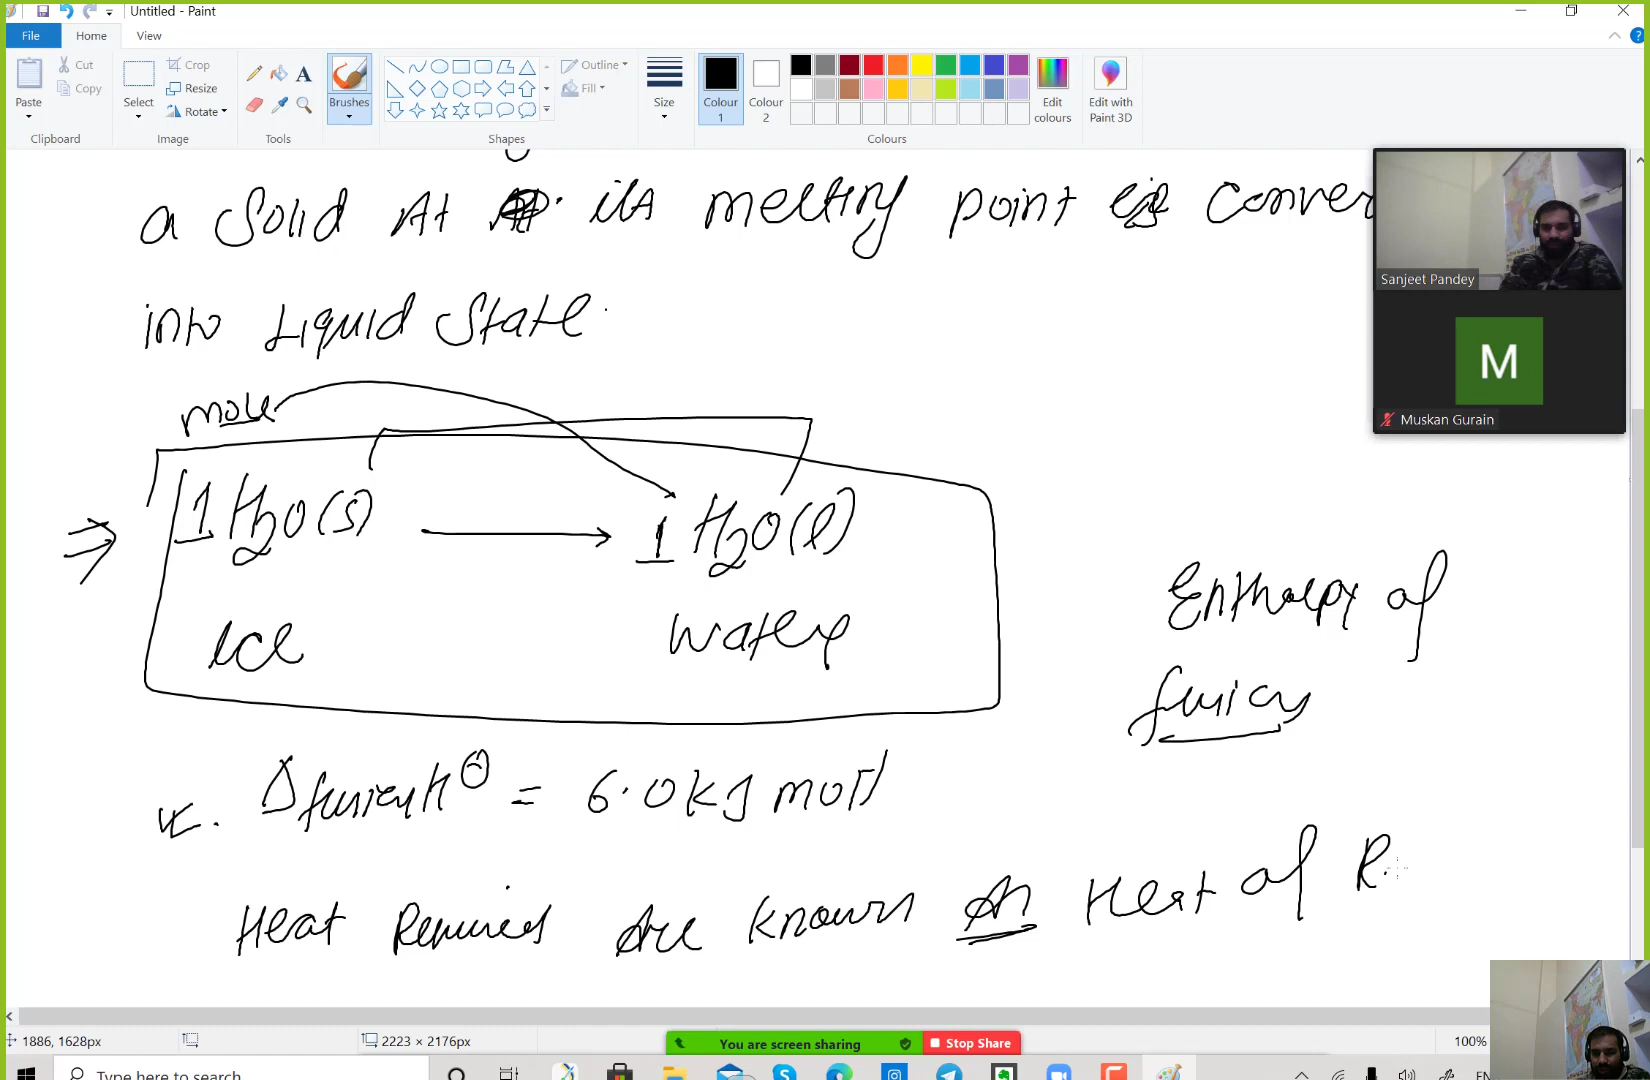 Untitled - Paint
File Home View
Paste
Cut
Copy
Clipboard
Select
Crop
Resize
Rotate
Image
Tools
Brushes
Shapes
Outline
Fill
Size
Colour 1
Colour 2
Edit colours
Edit with Paint 3D
Colours
a Solid At its melting point is conver
into Liquid State.
mole
1 H2O(s) → 1 H2O(l)
Ice water
Enthalpy of
fusion
ΔfusionH⊖ = 6.0 kJ mol-1
Heat Required are known As Heat of R
Sanjeet Pandey
M
Muskan Gurain
1886, 1628px
2223 × 2176px
You are screen sharing
Stop Share
100%
Type here to search